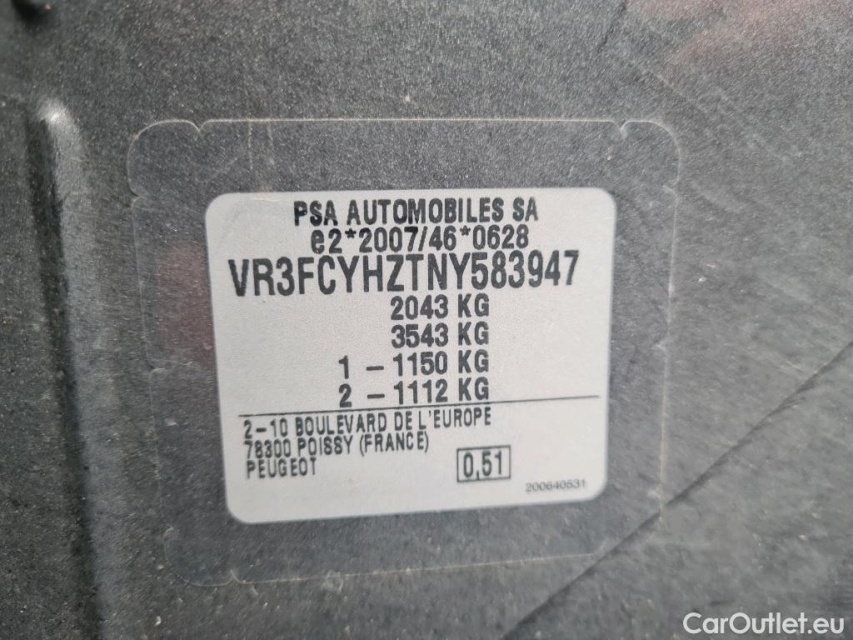 PSA AUTOMOBILES SA
e2*2007/46*0628
VR3FCYHZTNY583947
2043 KG
3543 KG
1 - 1150 KG
2 - 1112 KG
2-10 BOULEVARD DE L'EUROPE
78300 POISSY (FRANCE)
PEUGEOT
0,51
200640531
CarOutlet.eu